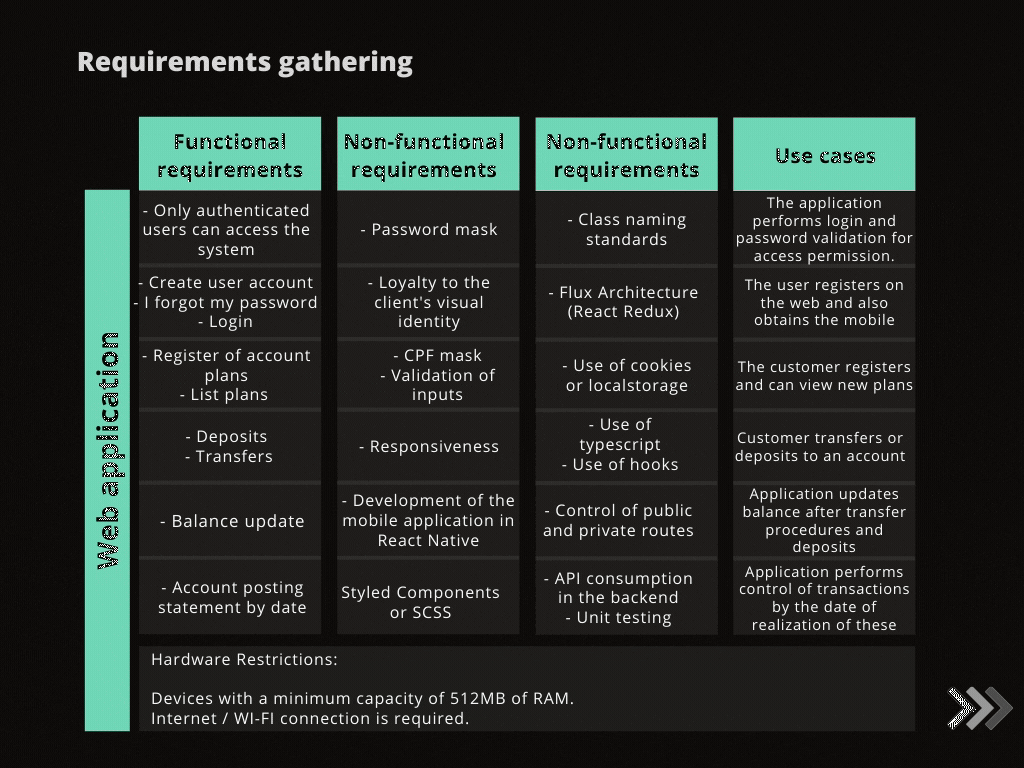 Requirements gathering
Functional
requirements
Non-functional
requirements
Non-functional
requirements
Use cases
Web application
- Only authenticated
users can access the
system
- Password mask
- Class naming
standards
The application
performs login and
password validation for
access permission.
- Create user account
- I forgot my password
- Login
- Loyalty to the
client's visual
identity
- Flux Architecture
(React Redux)
The user registers on
the web and also
obtains the mobile
- Register of account
plans
- List plans
- CPF mask
- Validation of
inputs
- Use of cookies
or localstorage
The customer registers
and can view new plans
- Deposits
- Transfers
- Responsiveness
- Use of
typescript
- Use of hooks
Customer transfers or
deposits to an account
- Balance update
- Development of the
mobile application in
React Native
- Control of public
and private routes
Application updates
balance after transfer
procedures and
deposits
- Account posting
statement by date
Styled Components
or SCSS
- API consumption
in the backend
- Unit testing
Application performs
control of transactions
by the date of
realization of these
Hardware Restrictions:
Devices with a minimum capacity of 512MB of RAM.
Internet / WI-FI connection is required.